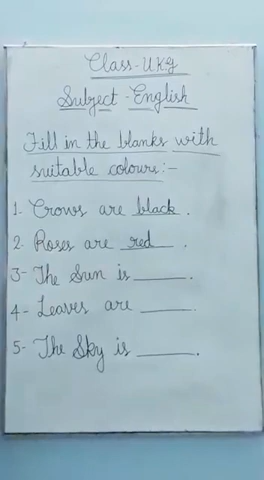 Class-U.K.G
Subject-English
Fill in the blanks with
suitable colours:-
1- Crows are black.
2- Roses are red.
3- The Sun is ______.
4- Leaves are ______.
5- The Sky is ______.